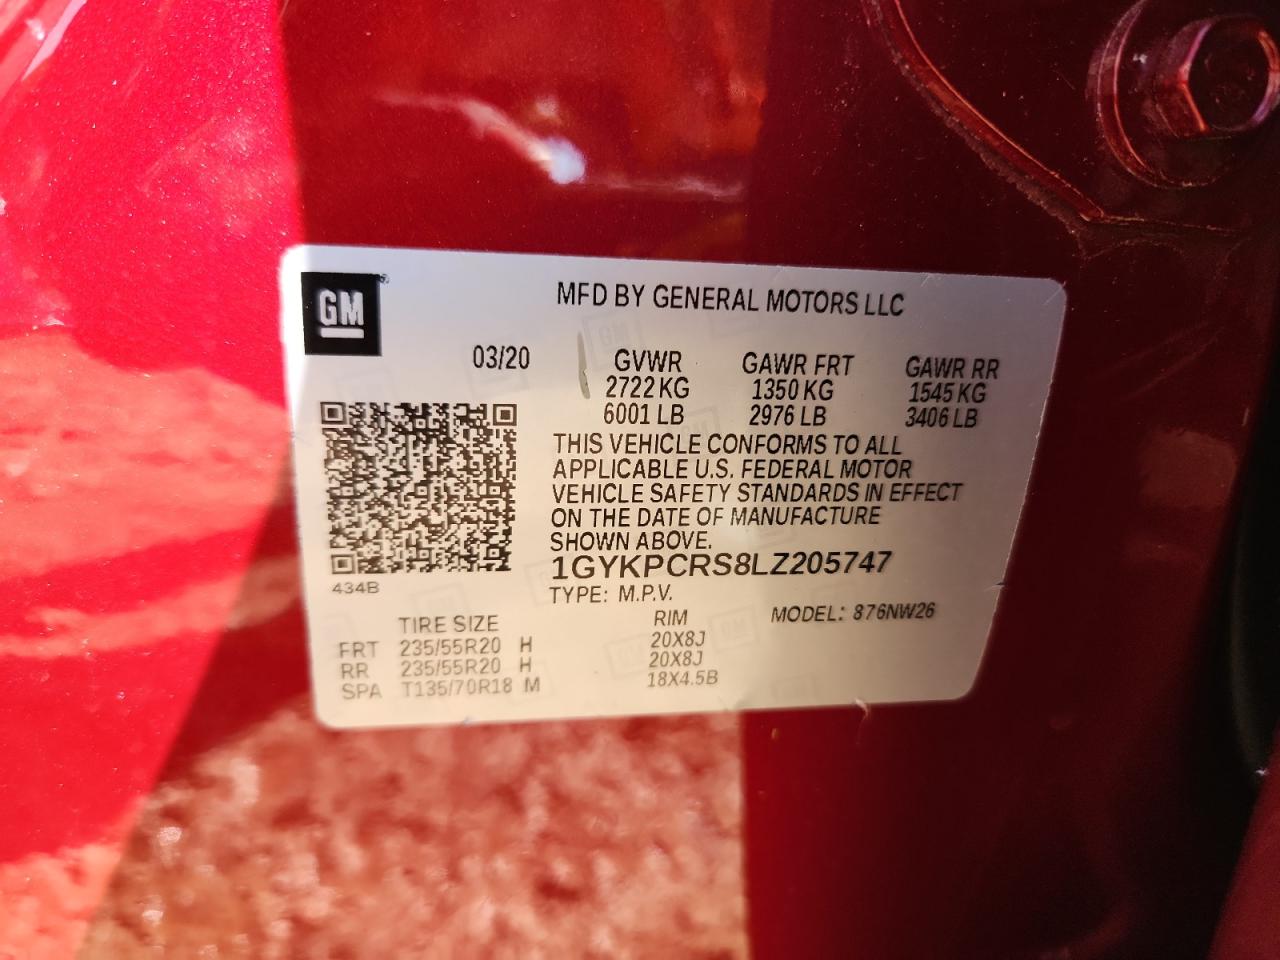 GM
MFD BY GENERAL MOTORS LLC
03/20 GVWR GAWR FRT GAWR RR
2722 KG 1350 KG 1545 KG
6001 LB 2976 LB 3406 LB
THIS VEHICLE CONFORMS TO ALL
APPLICABLE U.S. FEDERAL MOTOR
VEHICLE SAFETY STANDARDS IN EFFECT
ON THE DATE OF MANUFACTURE
SHOWN ABOVE.
1GYKPCRS8LZ205747
434B
TYPE: M.P.V.
TIRE SIZE RIM MODEL: 876NW26
FRT 235/55R20 H 20X8J
RR 235/55R20 H 20X8J
SPA T135/70R18 M 18X4.5B